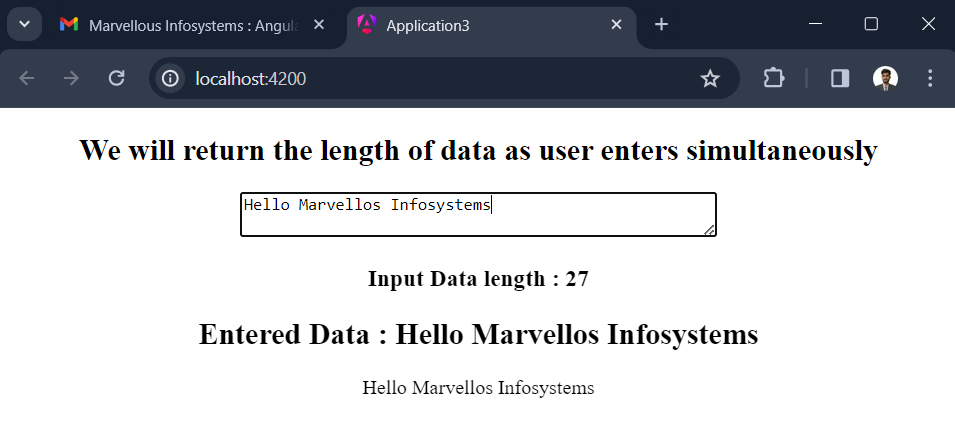 Marvellous Infosystems : Angula
Application3
localhost:4200
We will return the length of data as user enters simultaneously
Hello Marvellos Infosystems
Input Data length : 27
Entered Data : Hello Marvellos Infosystems
Hello Marvellos Infosystems